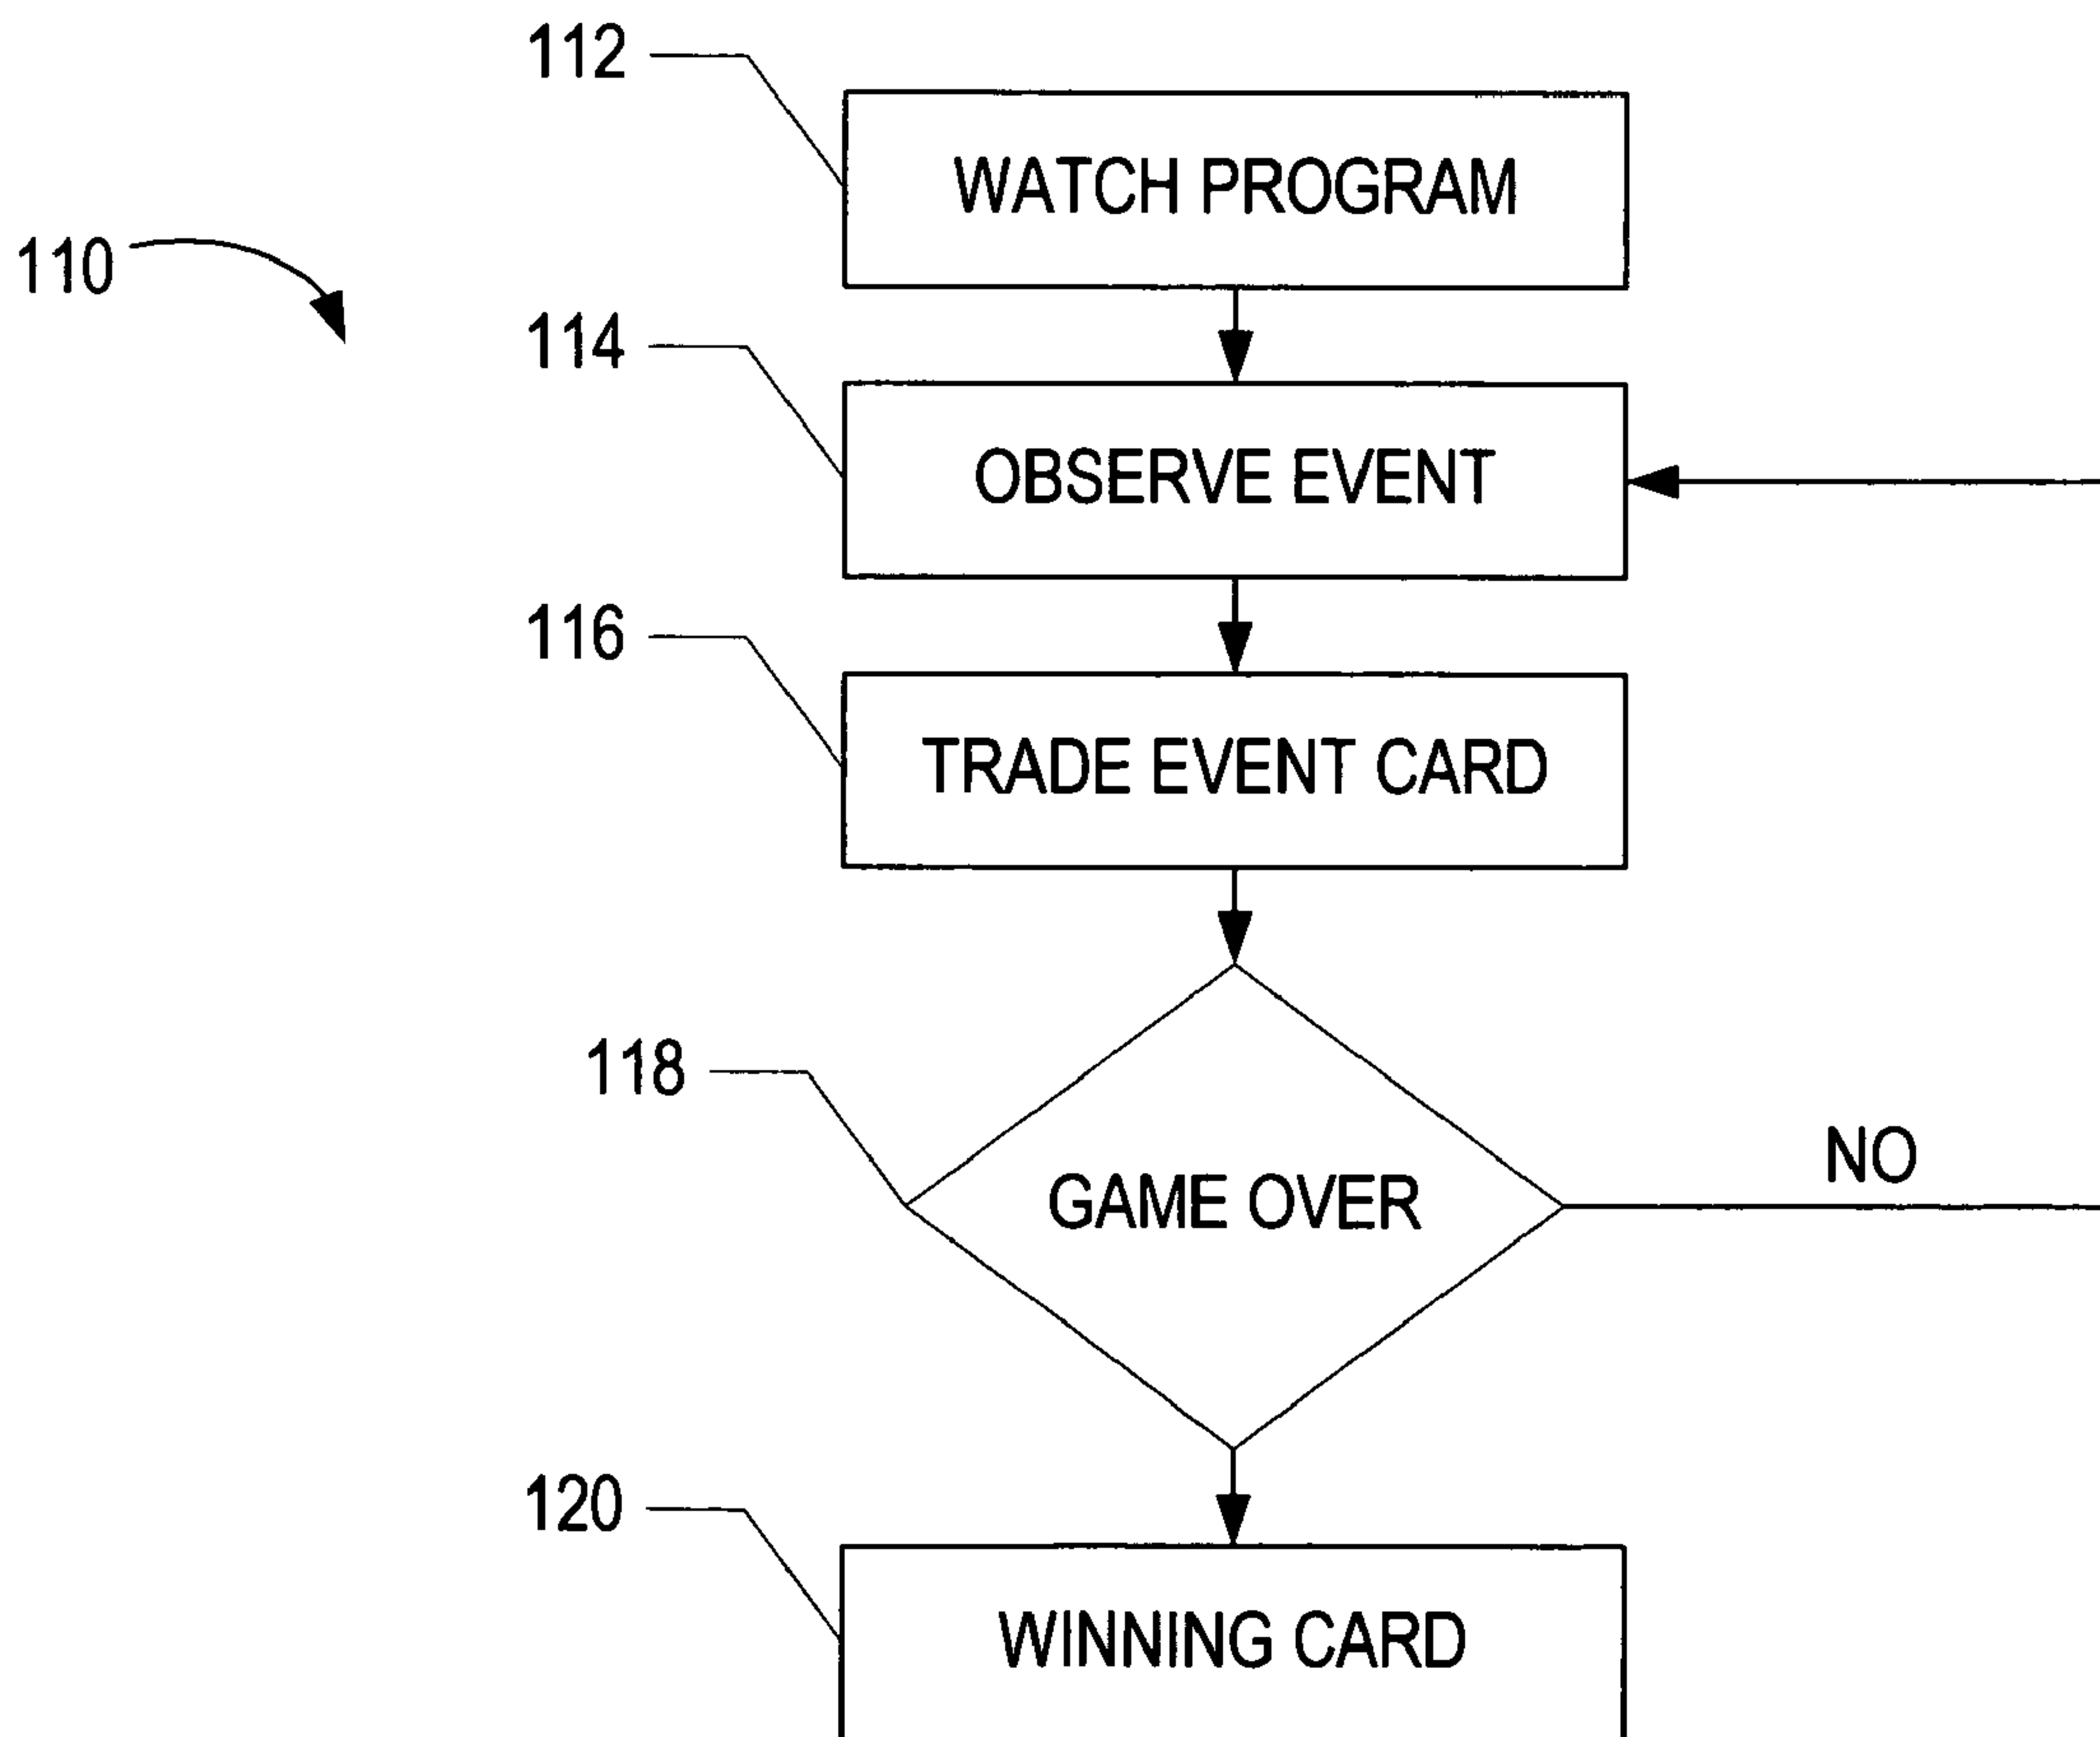 112
WATCH PROGRAM
110
114
OBSERVE EVENT
116
TRADE EVENT CARD
118
GAME OVER
NO
120
WINNING CARD